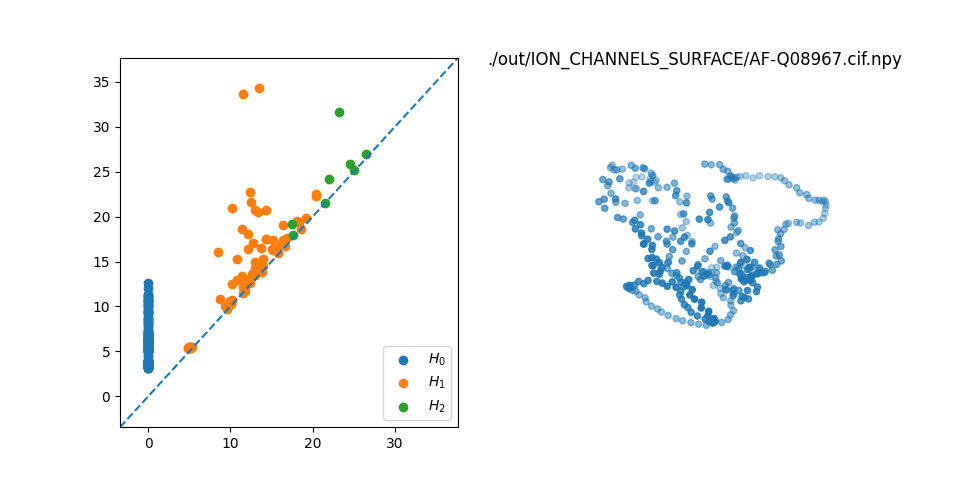 ./out/ION_CHANNELS_SURFACE/AF-Q08967.cif.npy
35
30
25
20
15
10
5
0
H₀
H₁
H₂
0 10 20 30